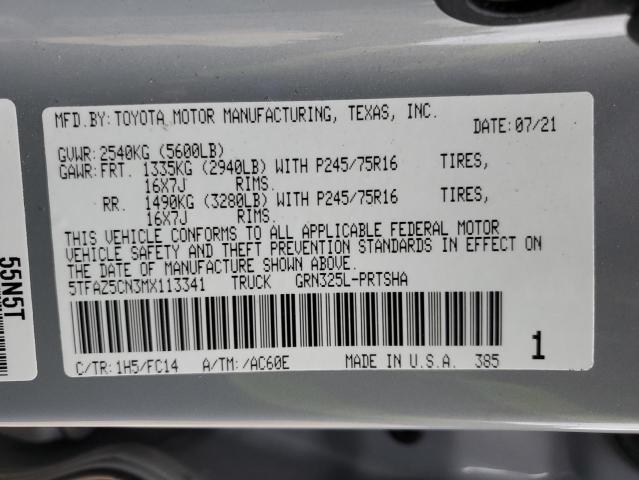 MFD.BY: TOYOTA MOTOR MANUFACTURING, TEXAS, INC.
DATE:07/21
GVWR:2540KG (5600LB)
GAWR:FRT. 1335KG (2940LB) WITH P245/75R16 TIRES,
16X7J RIMS.
RR. 1490KG (3280LB) WITH P245/75R16 TIRES,
16X7J RIMS.
THIS VEHICLE CONFORMS TO ALL APPLICABLE FEDERAL MOTOR
VEHICLE SAFETY AND THEFT PREVENTION STANDARDS IN EFFECT ON
THE DATE OF MANUFACTURE SHOWN ABOVE.
5TFAZ5CN3MX113341 TRUCK GRN325L-PRTSHA
C/TR:1H5/FC14 A/TM:/AC60E MADE IN U.S.A. 385
1
55N5T